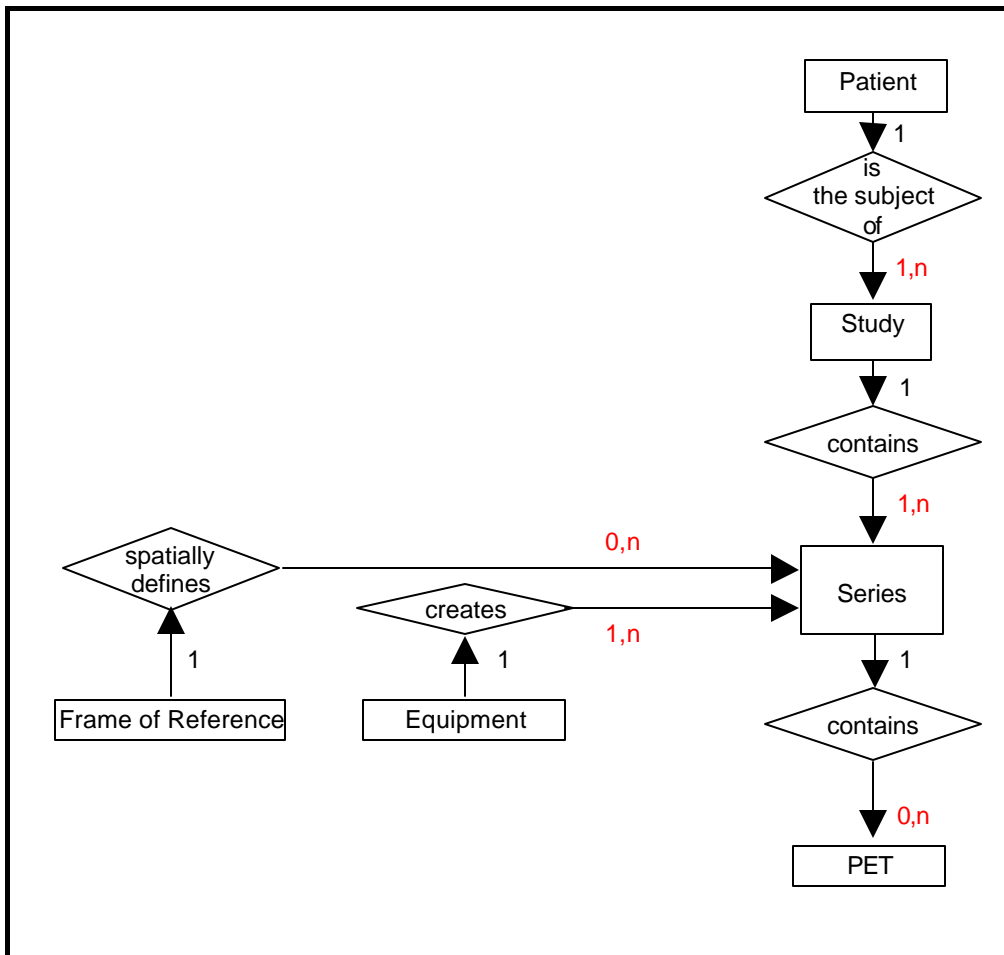 Patient
1
is
the subject
of
1,n
Study
1
contains
1,n
spatially
defines
0,n
Series
creates
1,n
1
1
1
Frame of Reference
Equipment
contains
0,n
PET